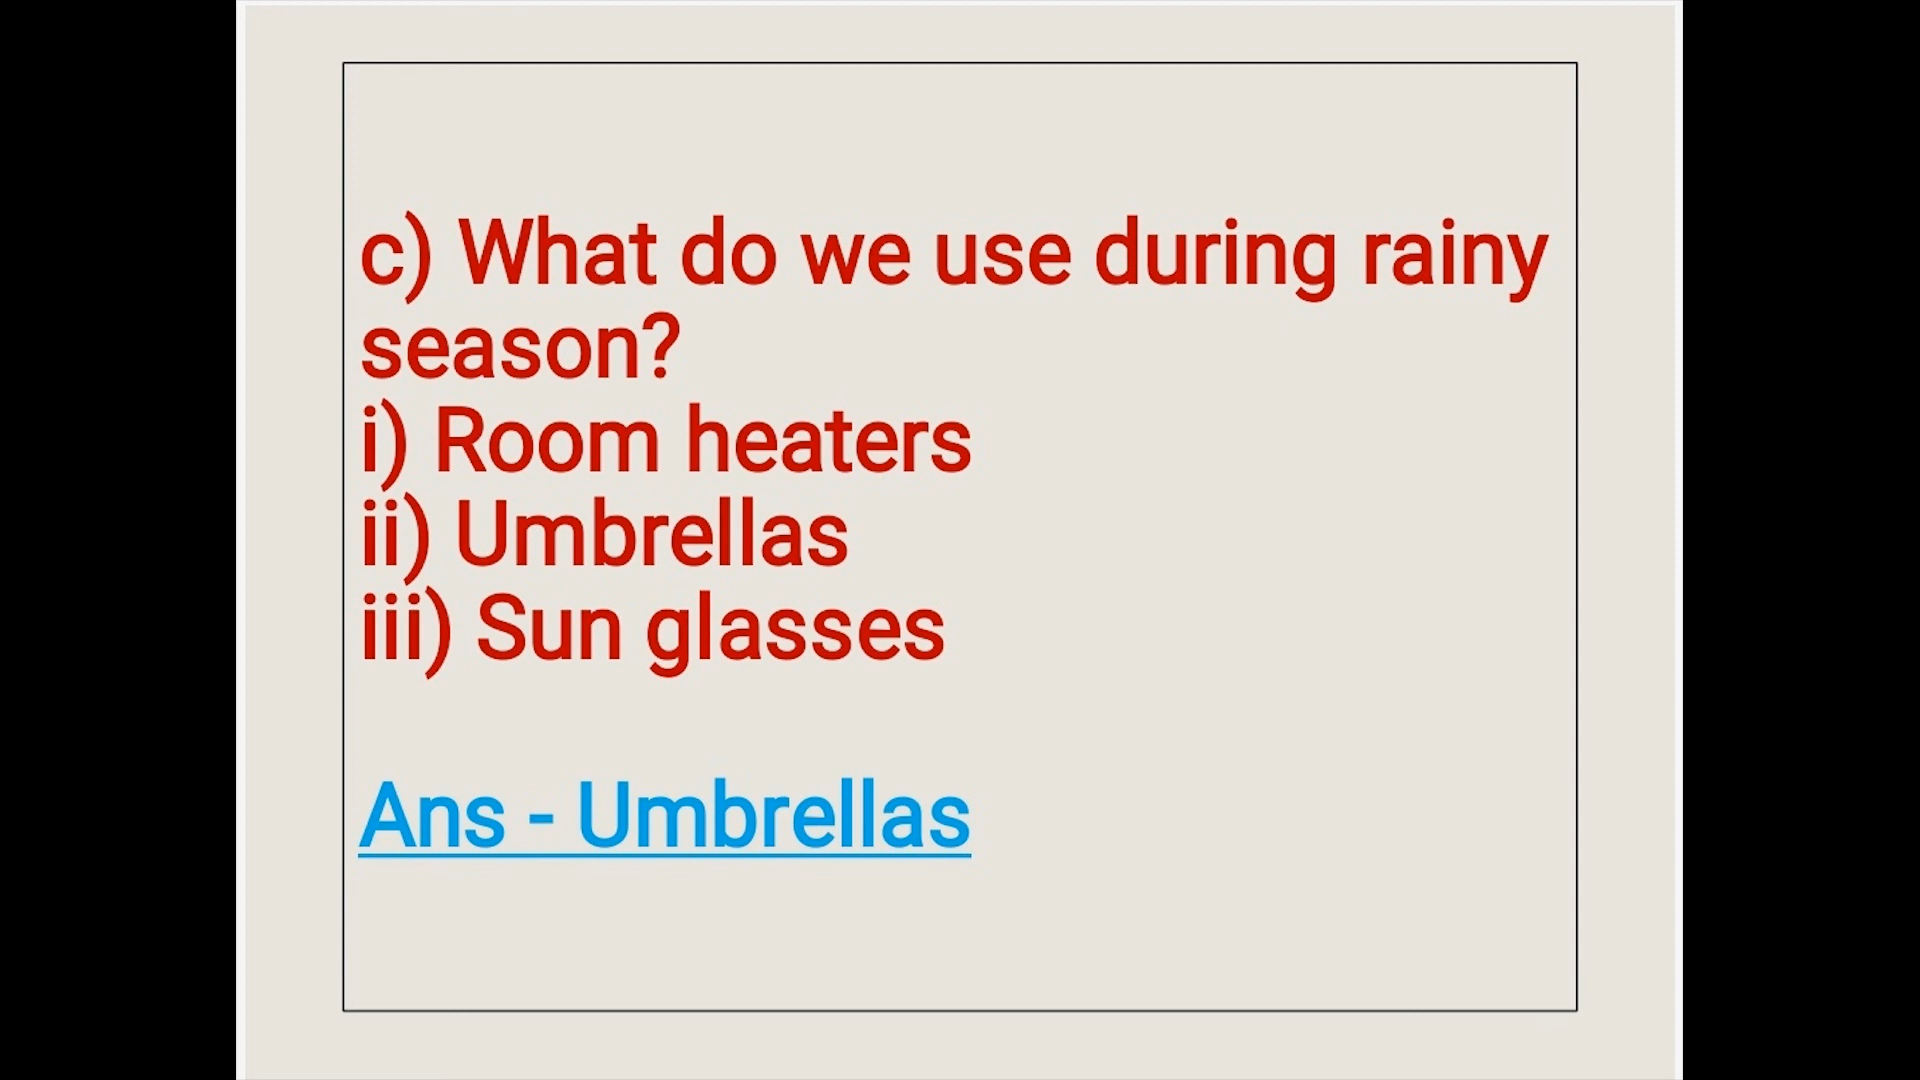 c) What do we use during rainy
season?
i) Room heaters
ii) Umbrellas
iii) Sun glasses
Ans - Umbrellas